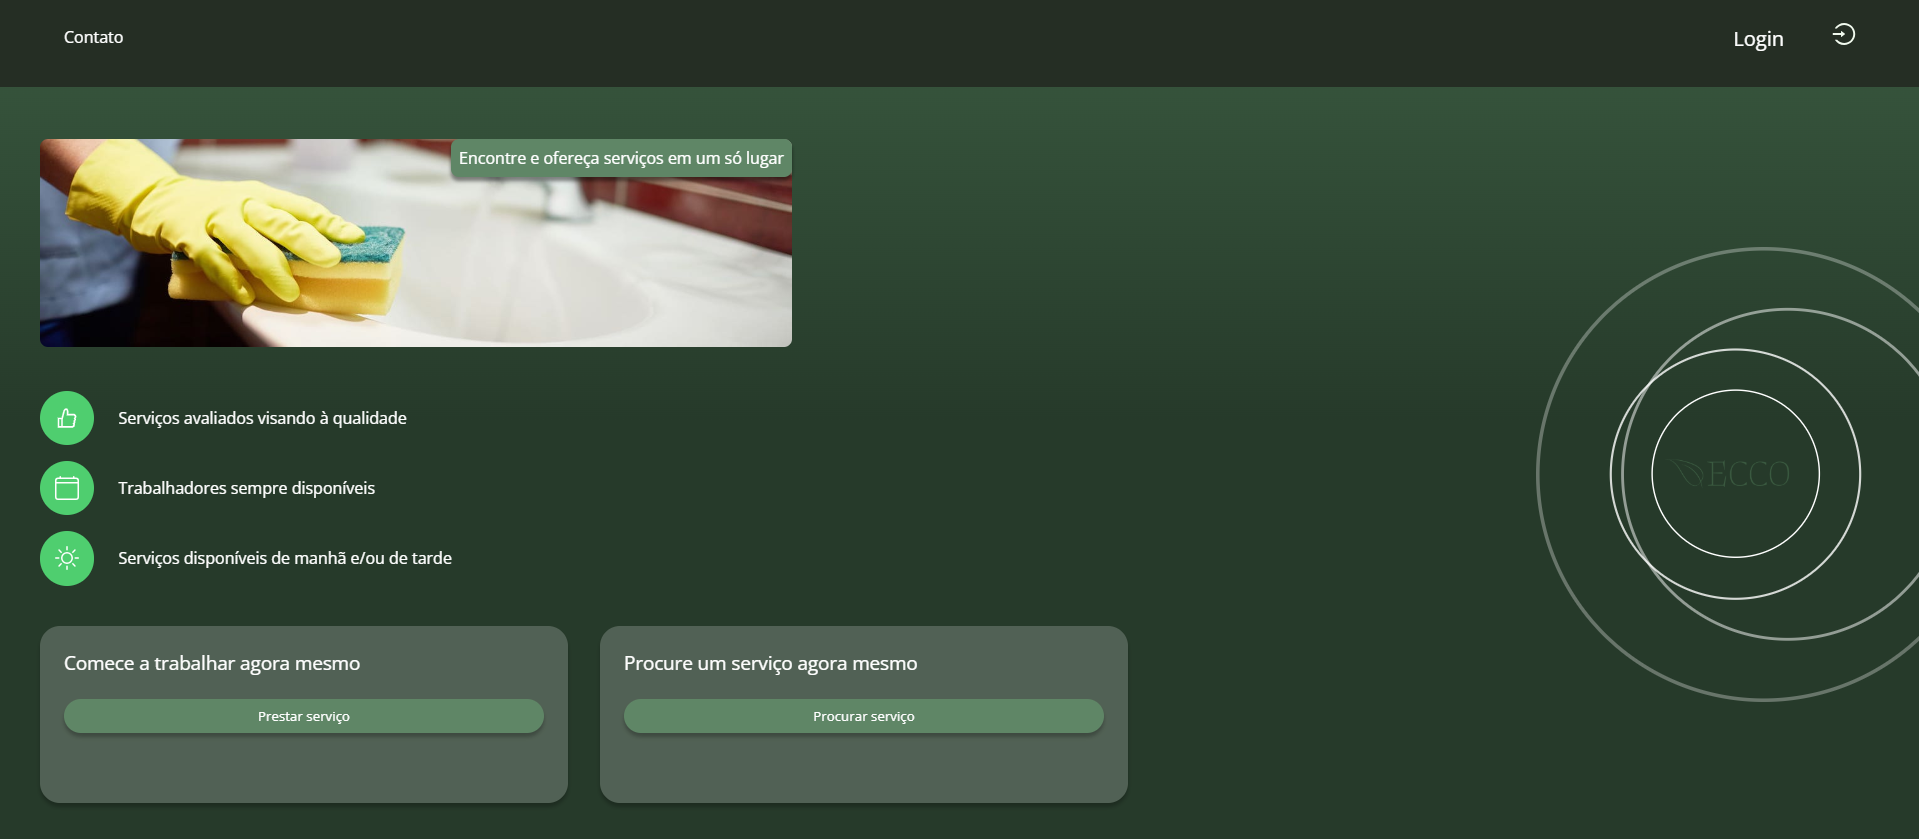 Contato
Login
Encontre e ofereça serviços em um só lugar
Serviços avaliados visando à qualidade
Trabalhadores sempre disponíveis
Serviços disponíveis de manhã e/ou de tarde
ECCO
Comece a trabalhar agora mesmo
Prestar serviço
Procure um serviço agora mesmo
Procurar serviço